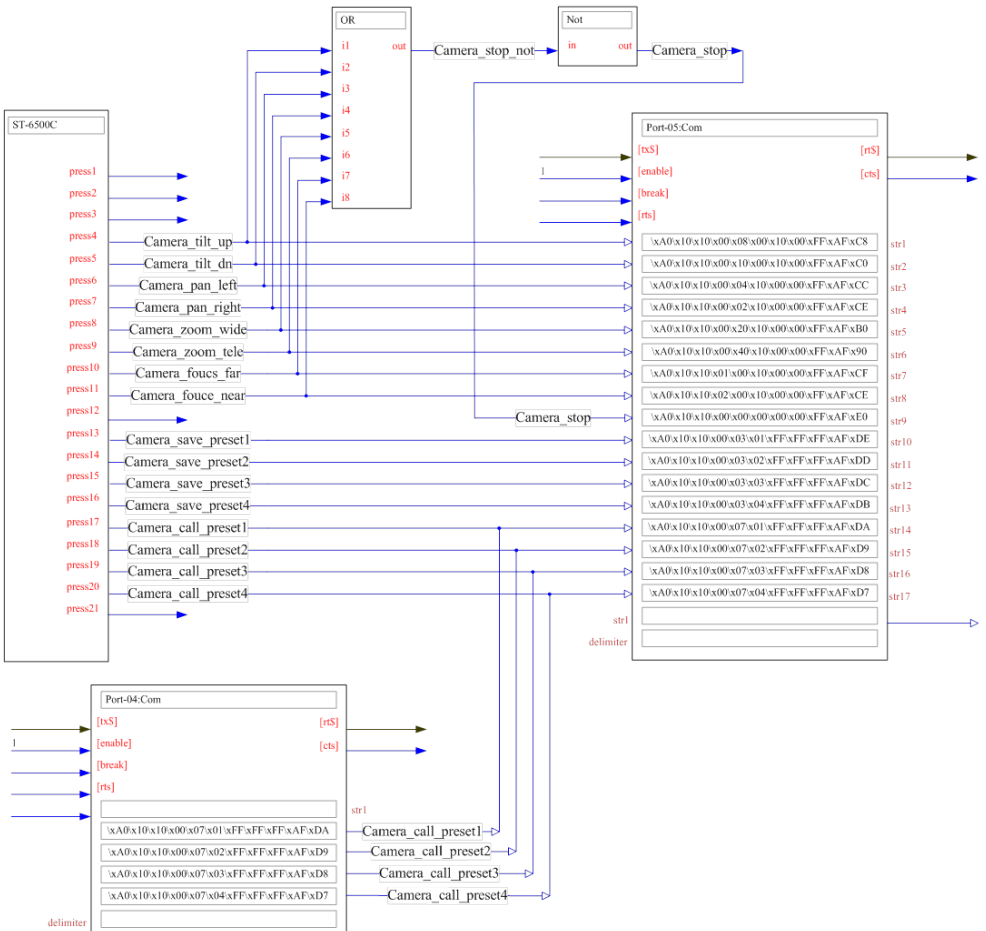 OR
i1 out
i2
i3
i4
i5
i6
i7
i8
Camera_stop_not
Not
in out
Camera_stop
ST-6500C
press1
press2
press3
press4
press5
press6
press7
press8
press9
press10
press11
press12
press13
press14
press15
press16
press17
press18
press19
press20
press21
Camera_tilt_up
Camera_tilt_dn
Camera_pan_left
Camera_pan_right
Camera_zoom_wide
Camera_zoom_tele
Camera_foucs_far
Camera_fouce_near
Camera_stop
Camera_save_preset1
Camera_save_preset2
Camera_save_preset3
Camera_save_preset4
Camera_call_preset1
Camera_call_preset2
Camera_call_preset3
Camera_call_preset4
Port-05:Com
[tx$] [rt$]
1 [enable] [cts]
[break]
[rts]
\xA0\x10\x10\x00\x08\x00\x10\x00\xFF\xAF\xC8 str1
\xA0\x10\x10\x00\x10\x00\x10\x00\xFF\xAF\xC0 str2
\xA0\x10\x10\x00\x04\x10\x00\x00\xFF\xAF\xCC str3
\xA0\x10\x10\x00\x02\x10\x00\x00\xFF\xAF\xCE str4
\xA0\x10\x10\x00\x20\x10\x00\x00\xFF\xAF\xB0 str5
\xA0\x10\x10\x00\x40\x10\x00\x00\xFF\xAF\x90 str6
\xA0\x10\x10\x01\x00\x10\x00\x00\xFF\xAF\xCF str7
\xA0\x10\x10\x02\x00\x10\x00\x00\xFF\xAF\xCE str8
\xA0\x10\x10\x00\x00\x00\x00\x00\xFF\xAF\xE0 str9
\xA0\x10\x10\x00\x03\x01\xFF\xFF\xFF\xAF\xDE str10
\xA0\x10\x10\x00\x03\x02\xFF\xFF\xFF\xAF\xDD str11
\xA0\x10\x10\x00\x03\x03\xFF\xFF\xFF\xAF\xDC str12
\xA0\x10\x10\x00\x03\x04\xFF\xFF\xFF\xAF\xDB str13
\xA0\x10\x10\x00\x07\x01\xFF\xFF\xFF\xAF\xDA str14
\xA0\x10\x10\x00\x07\x02\xFF\xFF\xFF\xAF\xD9 str15
\xA0\x10\x10\x00\x07\x03\xFF\xFF\xFF\xAF\xD8 str16
\xA0\x10\x10\x00\x07\x04\xFF\xFF\xFF\xAF\xD7 str17
str1
delimiter
Port-04:Com
[tx$] [rt$]
1 [enable] [cts]
[break]
[rts]
str1
\xA0\x10\x10\x00\x07\x01\xFF\xFF\xFF\xAF\xDA Camera_call_preset1
\xA0\x10\x10\x00\x07\x02\xFF\xFF\xFF\xAF\xD9 Camera_call_preset2
\xA0\x10\x10\x00\x07\x03\xFF\xFF\xFF\xAF\xD8 Camera_call_preset3
\xA0\x10\x10\x00\x07\x04\xFF\xFF\xFF\xAF\xD7 Camera_call_preset4
delimiter